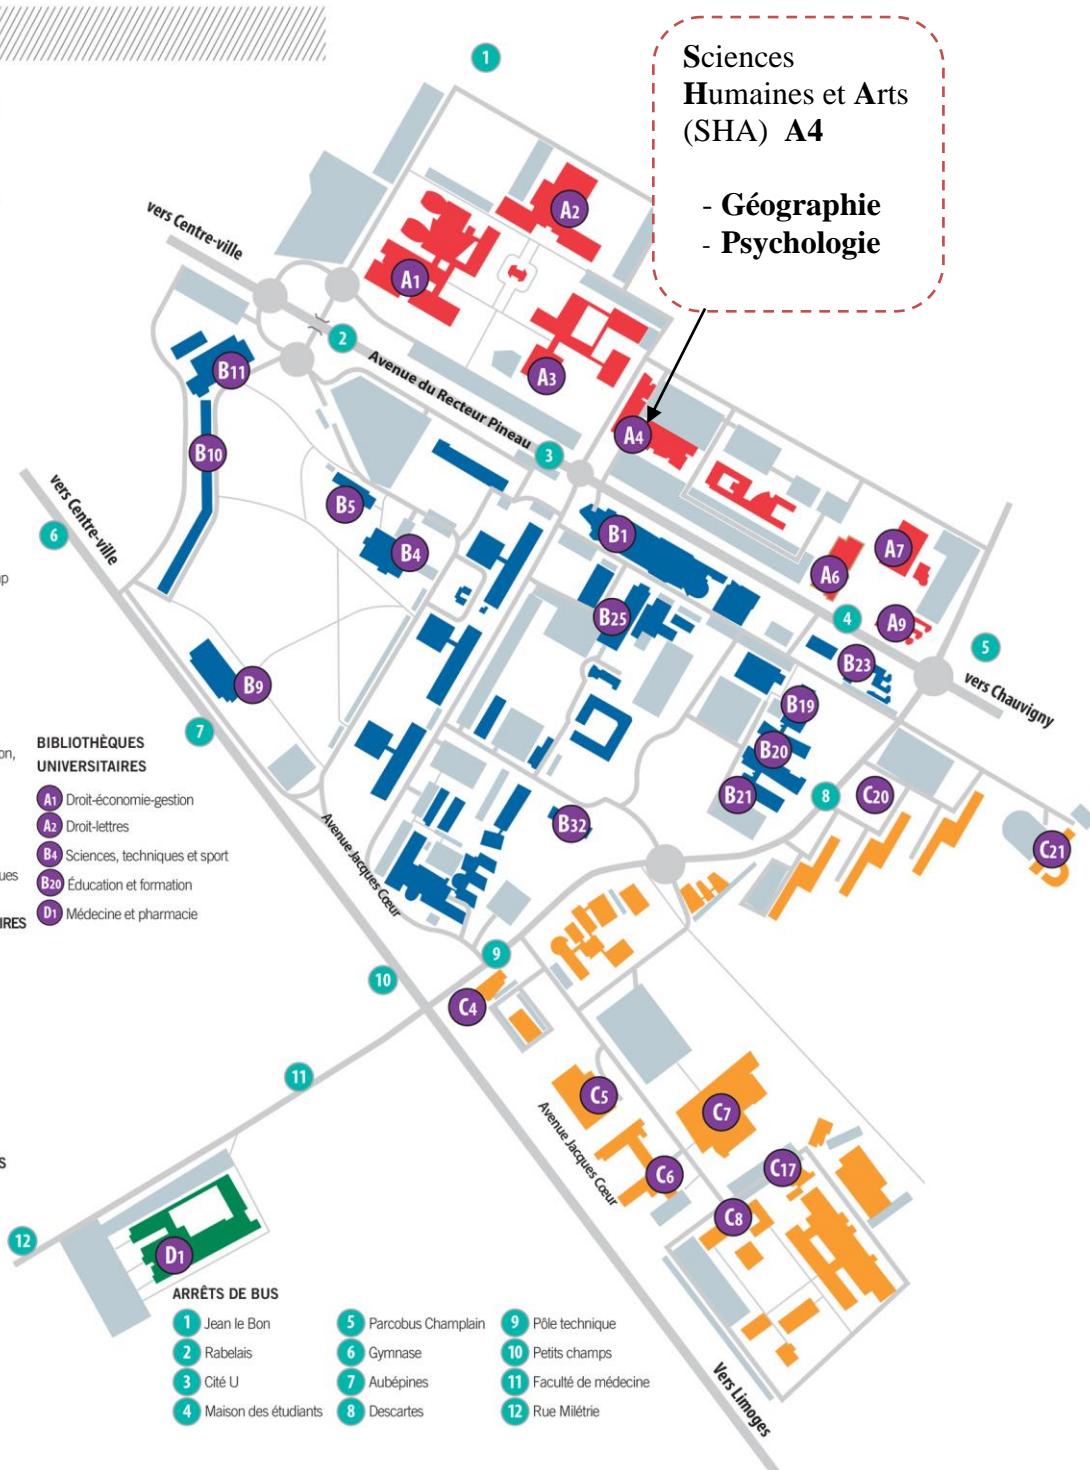 Sciences
Humaines et Arts
(SHA) A4
- Géographie
- Psychologie
1
A2
vers Centre-ville
A1
2
Avenue du Recteur Pineau
A3
B11
A4
3
B10
vers Centre-ville
6
B5
B4
B1
A7
A6
B25
4
A9
5
B23
vers Chauvigny
B9
B19
7
B20
B21
8
C20
B32
C21
Avenue Jacques Cœur
9
10
C4
11
C5
C7
Avenue Jacques Cœur
C6
C17
C8
12
D1
Vers Limoges
p
on,
ues
IRES
S
BIBLIOTHÈQUES
UNIVERSITAIRES
A1 Droit-économie-gestion
A2 Droit-lettres
B4 Sciences, techniques et sport
B20 Éducation et formation
D1 Médecine et pharmacie
ARRÊTS DE BUS
1 Jean le Bon
2 Rabelais
3 Cité U
4 Maison des étudiants
5 Parcobus Champlain
6 Gymnase
7 Aubépines
8 Descartes
9 Pôle technique
10 Petits champs
11 Faculté de médecine
12 Rue Milétrie